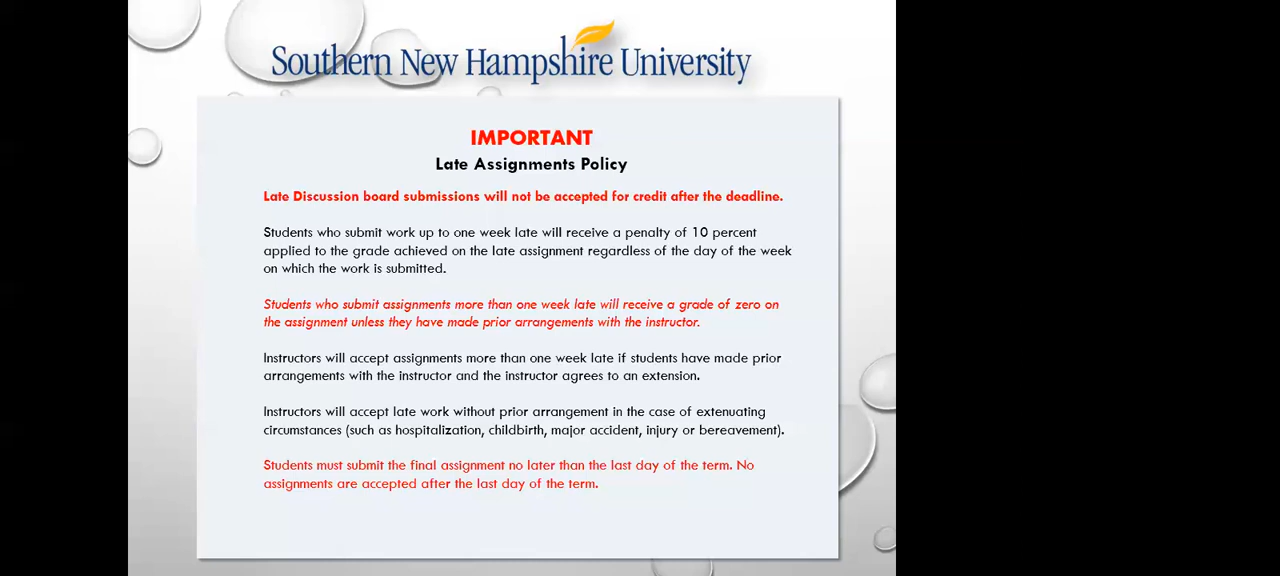 Southern New Hampshire University
IMPORTANT
Late Assignments Policy
Late Discussion board submissions will not be accepted for credit after the deadline.
Students who submit work up to one week late will receive a penalty of 10 percent
applied to the grade achieved on the late assignment regardless of the day of the week
on which the work is submitted.
Students who submit assignments more than one week late will receive a grade of zero on
the assignment unless they have made prior arrangements with the instructor.
Instructors will accept assignments more than one week late if students have made prior
arrangements with the instructor and the instructor agrees to an extension.
Instructors will accept late work without prior arrangement in the case of extenuating
circumstances (such as hospitalization, childbirth, major accident, injury or bereavement).
Students must submit the final assignment no later than the last day of the term. No
assignments are accepted after the last day of the term.